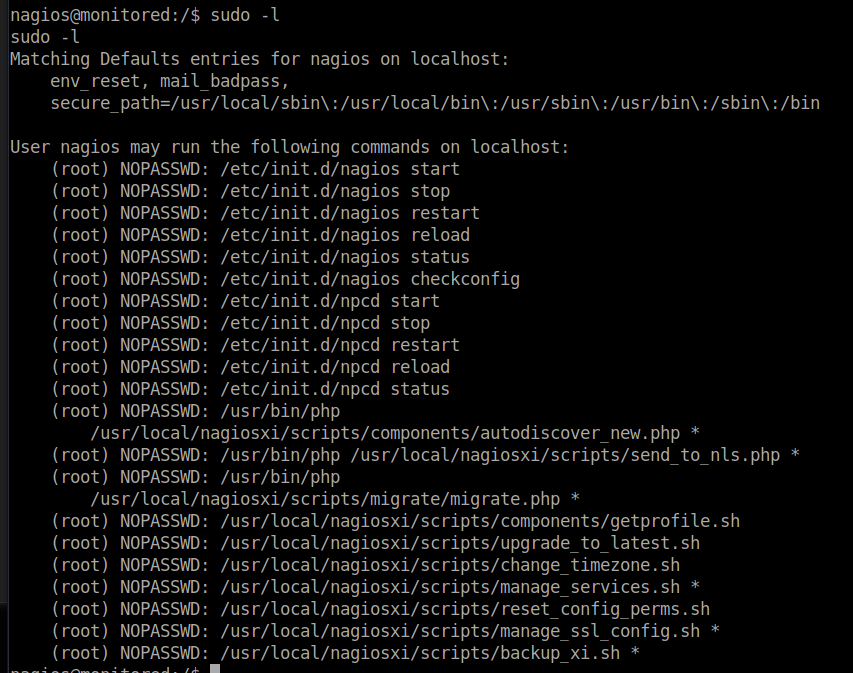 nagios@monitored:/$ sudo -l
sudo -l
Matching Defaults entries for nagios on localhost:
    env_reset, mail_badpass,
    secure_path=/usr/local/sbin\:/usr/local/bin\:/usr/sbin\:/usr/bin\:/sbin\:/bin

User nagios may run the following commands on localhost:
    (root) NOPASSWD: /etc/init.d/nagios start
    (root) NOPASSWD: /etc/init.d/nagios stop
    (root) NOPASSWD: /etc/init.d/nagios restart
    (root) NOPASSWD: /etc/init.d/nagios reload
    (root) NOPASSWD: /etc/init.d/nagios status
    (root) NOPASSWD: /etc/init.d/nagios checkconfig
    (root) NOPASSWD: /etc/init.d/npcd start
    (root) NOPASSWD: /etc/init.d/npcd stop
    (root) NOPASSWD: /etc/init.d/npcd restart
    (root) NOPASSWD: /etc/init.d/npcd reload
    (root) NOPASSWD: /etc/init.d/npcd status
    (root) NOPASSWD: /usr/bin/php
        /usr/local/nagiosxi/scripts/components/autodiscover_new.php *
    (root) NOPASSWD: /usr/bin/php /usr/local/nagiosxi/scripts/send_to_nls.php *
    (root) NOPASSWD: /usr/bin/php
        /usr/local/nagiosxi/scripts/migrate/migrate.php *
    (root) NOPASSWD: /usr/local/nagiosxi/scripts/components/getprofile.sh
    (root) NOPASSWD: /usr/local/nagiosxi/scripts/upgrade_to_latest.sh
    (root) NOPASSWD: /usr/local/nagiosxi/scripts/change_timezone.sh
    (root) NOPASSWD: /usr/local/nagiosxi/scripts/manage_services.sh *
    (root) NOPASSWD: /usr/local/nagiosxi/scripts/reset_config_perms.sh
    (root) NOPASSWD: /usr/local/nagiosxi/scripts/manage_ssl_config.sh *
    (root) NOPASSWD: /usr/local/nagiosxi/scripts/backup_xi.sh *
nagios@monitored:/$